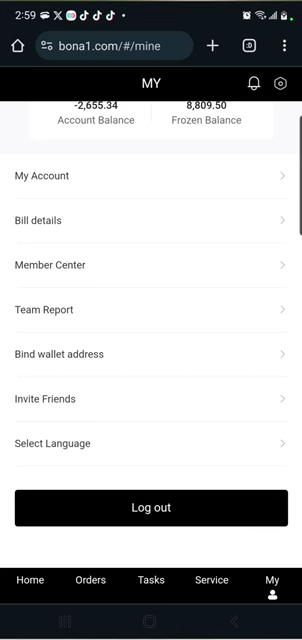 2:59
bona1.com/#/mine
:D
MY
-2,655.34 8,809.50
Account Balance Frozen Balance
My Account
Bill details
Member Center
Team Report
Bind wallet address
Invite Friends
Select Language
Log out
Home Orders Tasks Service My